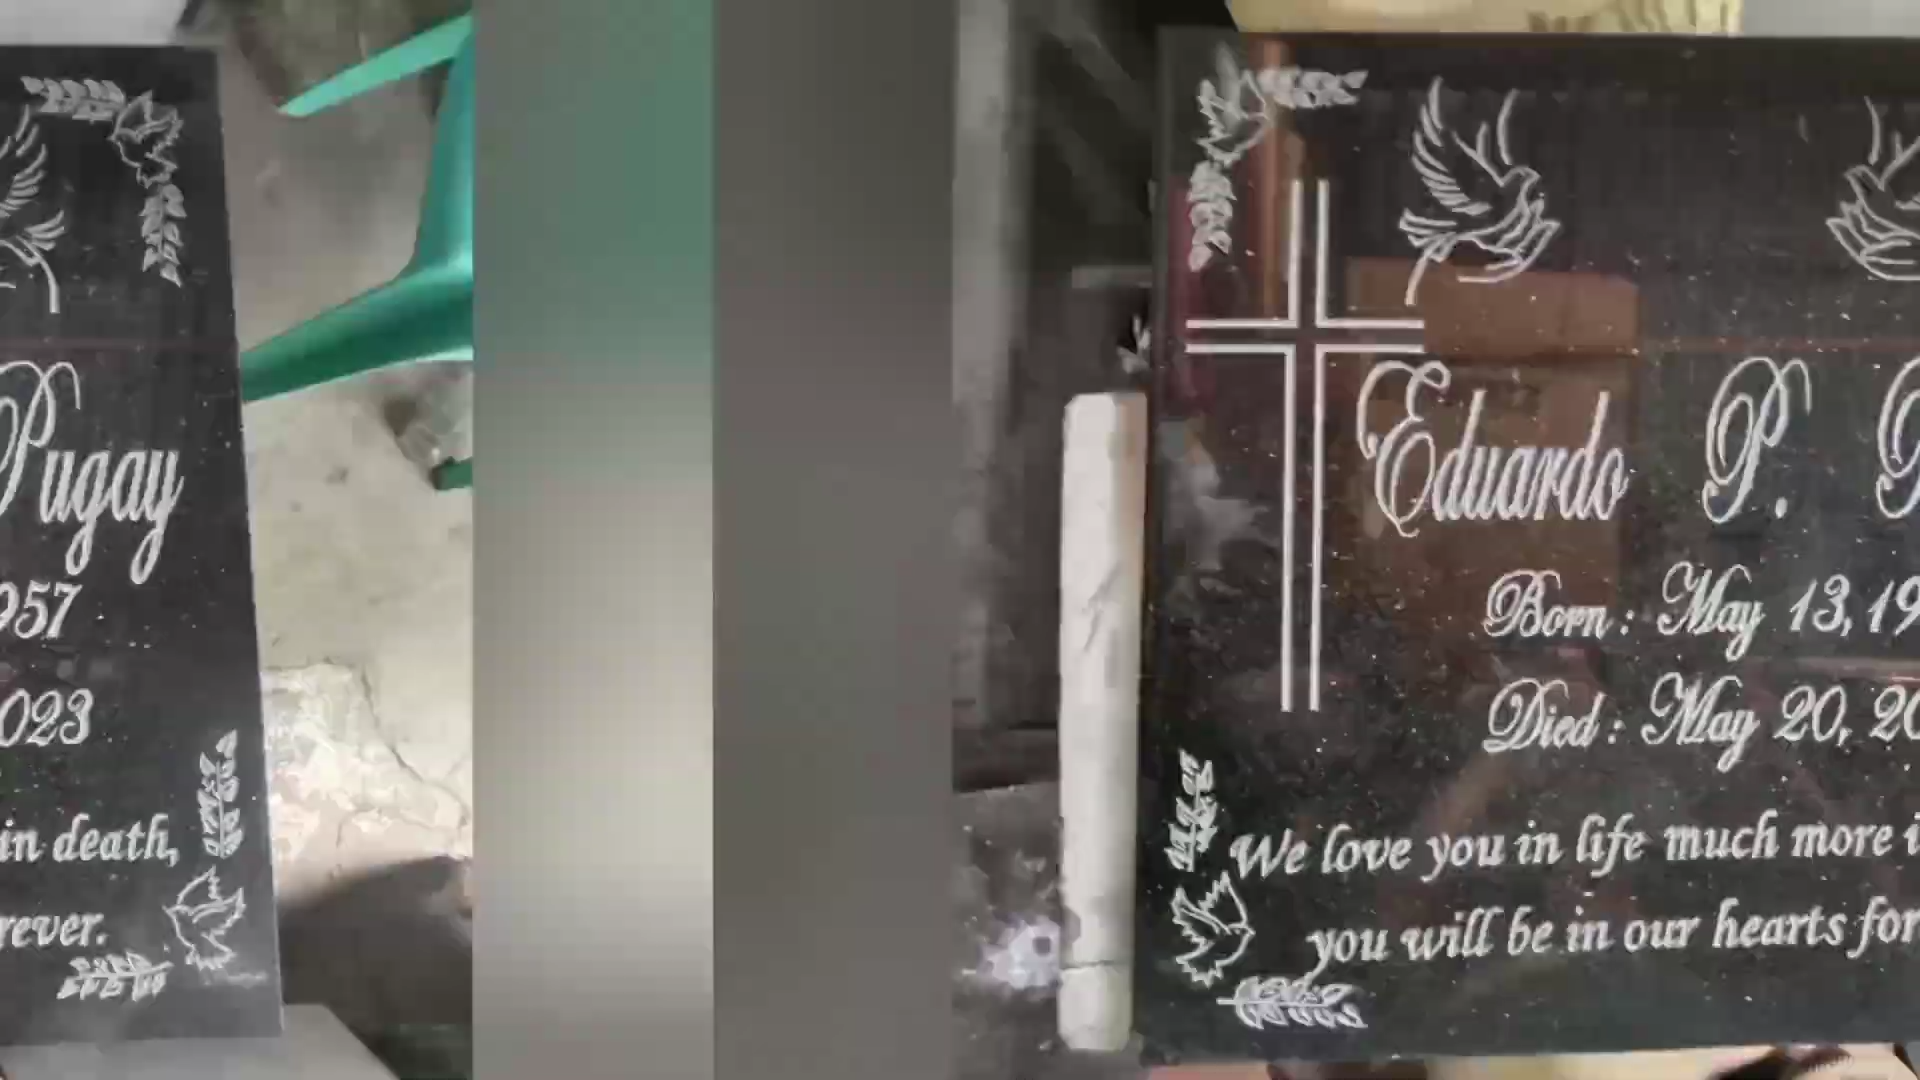 Pugay
957
023
in death,
rever.
Eduardo P. P
Born : May 13, 19
Died : May 20, 20
We love you in life much more i
you will be in our hearts for